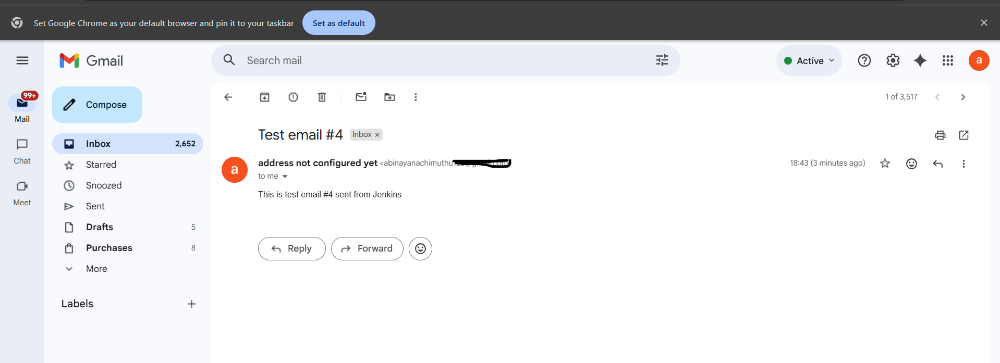 Set Google Chrome as your default browser and pin it to your taskbar
Set as default
Gmail
Search mail
Active
a
99+
Mail
Compose
1 of 3,517
Inbox 2,652
Chat
Starred
Meet
Snoozed
Sent
Drafts 5
Purchases 8
More
Labels
Test email #4 Inbox ×
a
address not configured yet 18:43 (3 minutes ago)
to me
This is test email #4 sent from Jenkins
Reply
Forward